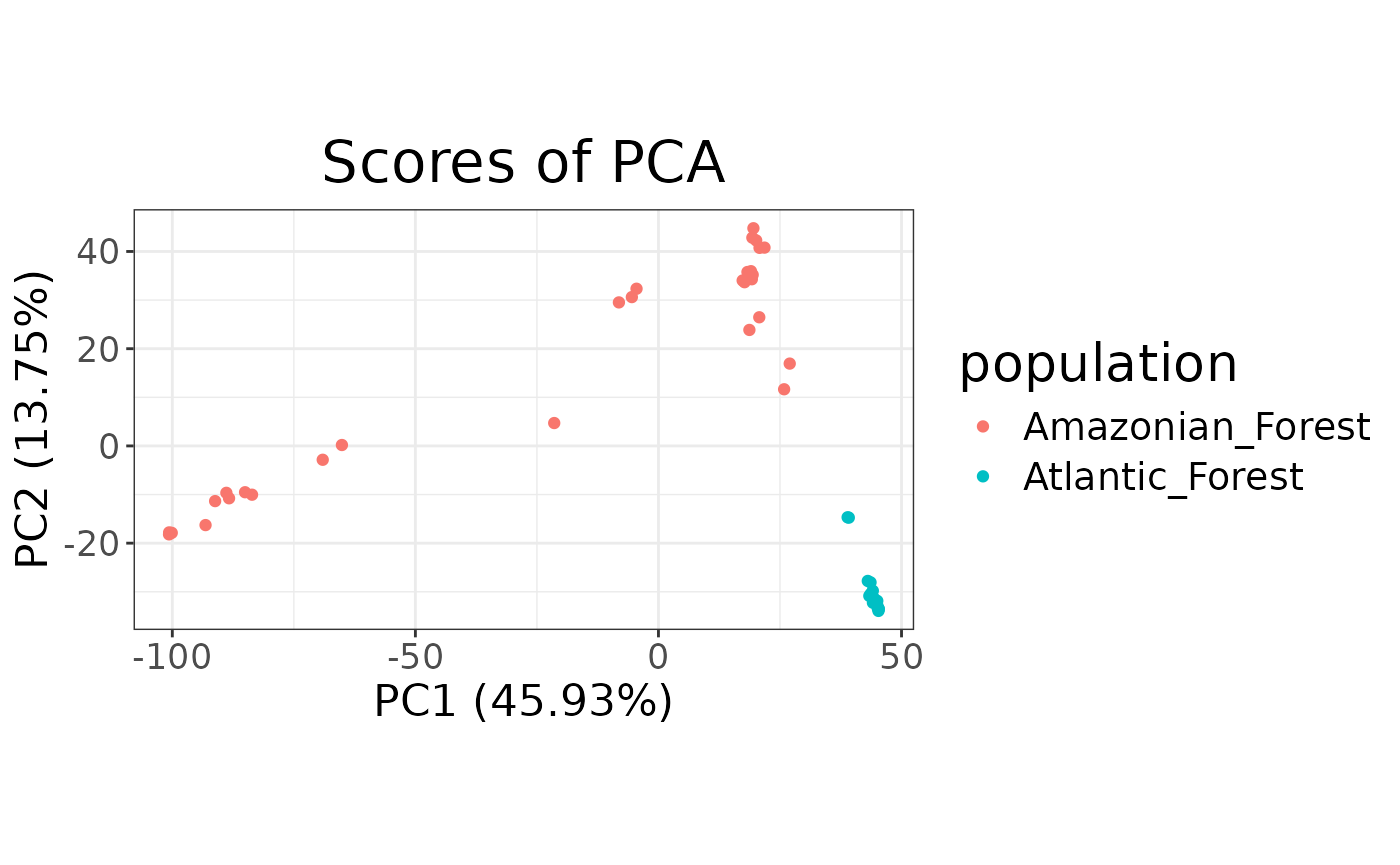 Scores of PCA
40
20
0
-20
PC2 (13.75%)
-100 -50 0 50
PC1 (45.93%)
population
Amazonian_Forest
Atlantic_Forest